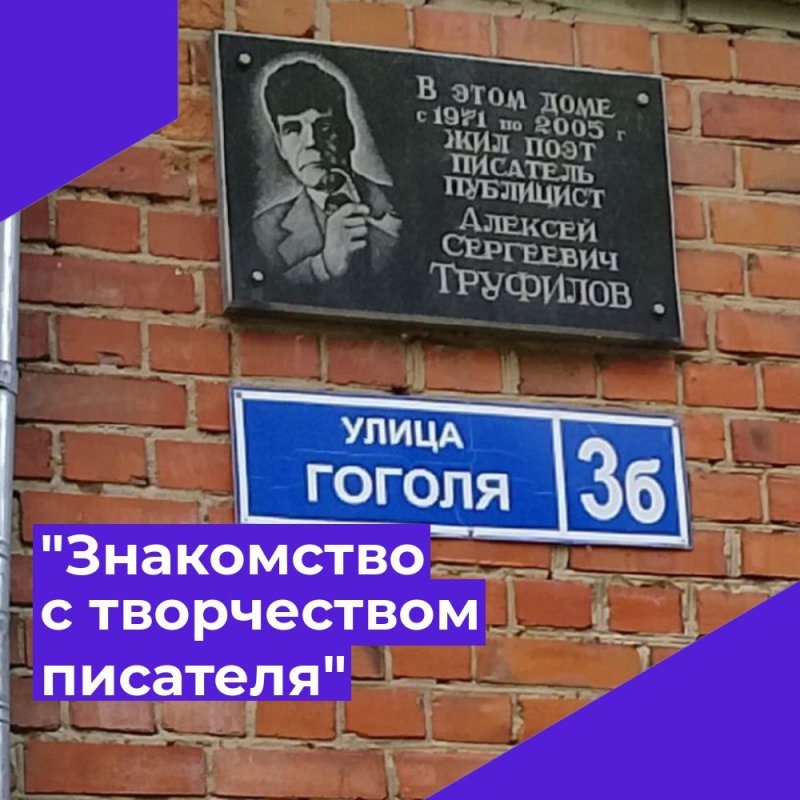 В ЭТОМ ДОМЕ
с 1971 по 2005 г
ЖИЛ ПОЭТ
ПИСАТЕЛЬ
ПУБЛИЦИСТ
АЛЕКСЕЙ
СЕРГЕЕВИЧ
ТРУФИЛОВ
УЛИЦА
ГОГОЛЯ
3б
"Знакомство
с творчеством
писателя"